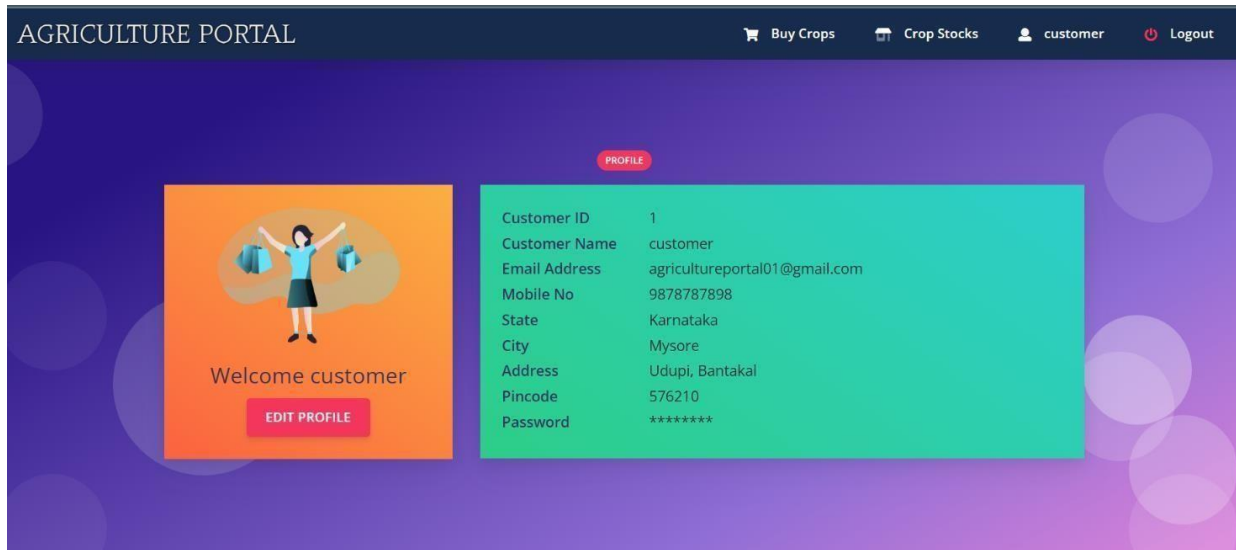 AGRICULTURE PORTAL Buy Crops Crop Stocks customer Logout
PROFILE
Welcome customer
EDIT PROFILE
Customer ID 1
Customer Name customer
Email Address agricultureportal01@gmail.com
Mobile No 9878787898
State Karnataka
City Mysore
Address Udupi, Bantakal
Pincode 576210
Password ********